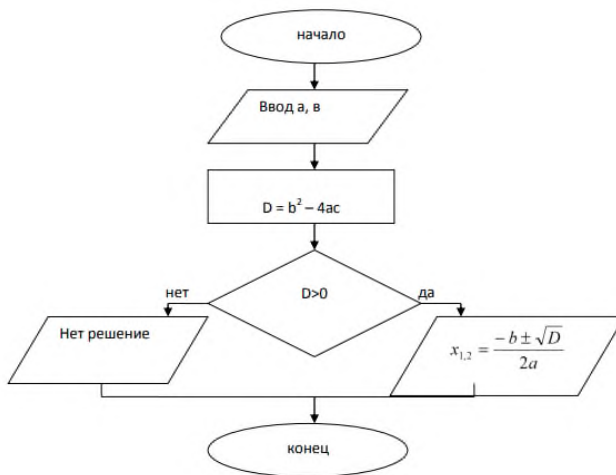 начало
Ввод а, в
D = b² – 4ac
D>0
нет
да
Нет решение
x₁,₂ = (-b ± √D) / 2a
конец